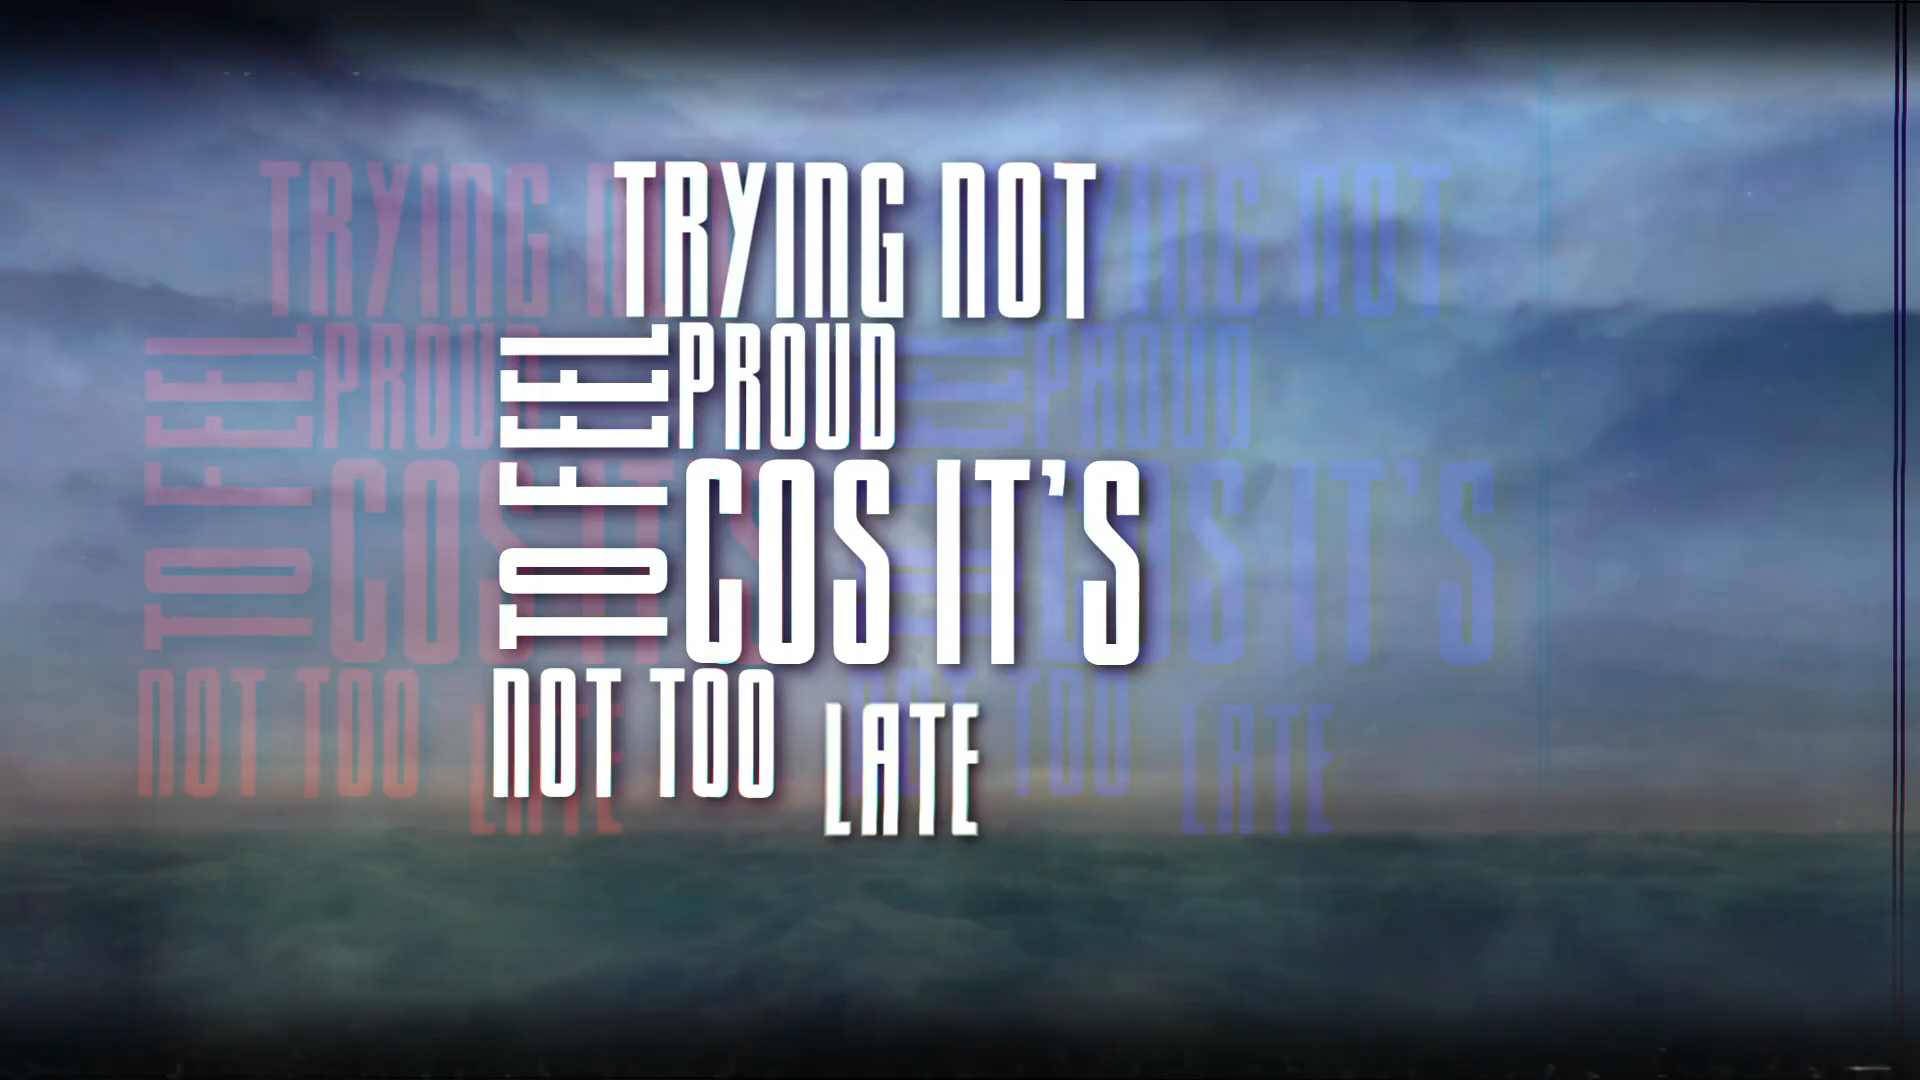 TRYING NOT
TO FEEL
PROUD
COS IT'S
NOT TOO
LATE